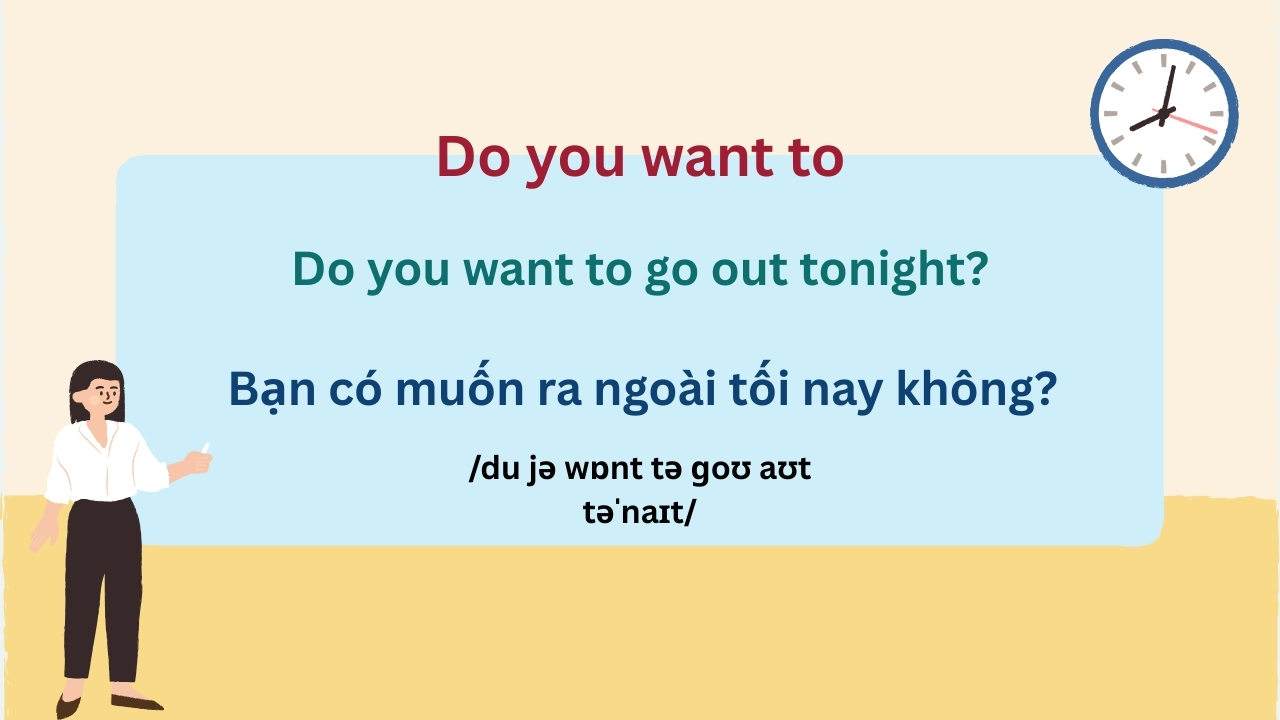 Do you want to
Do you want to go out tonight?
Bạn có muốn ra ngoài tối nay không?
/du jə wɒnt tə ɡoʊ aʊt
təˈnaɪt/